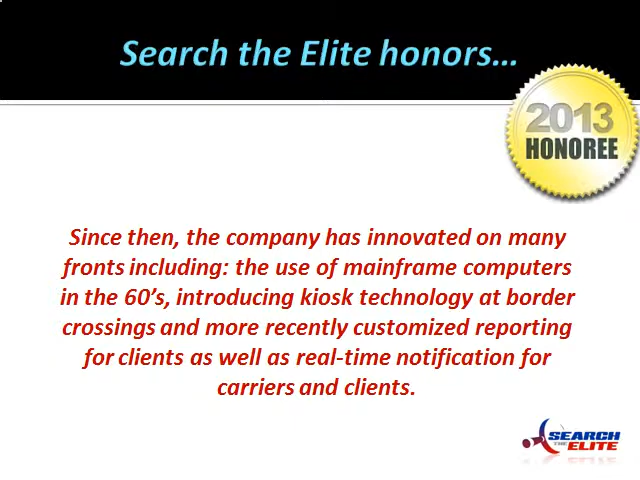 Search the Elite honors...
2013
HONOREE
Since then, the company has innovated on many
fronts including: the use of mainframe computers
in the 60’s, introducing kiosk technology at border
crossings and more recently customized reporting
for clients as well as real-time notification for
carriers and clients.
SEARCH
THE ELITE